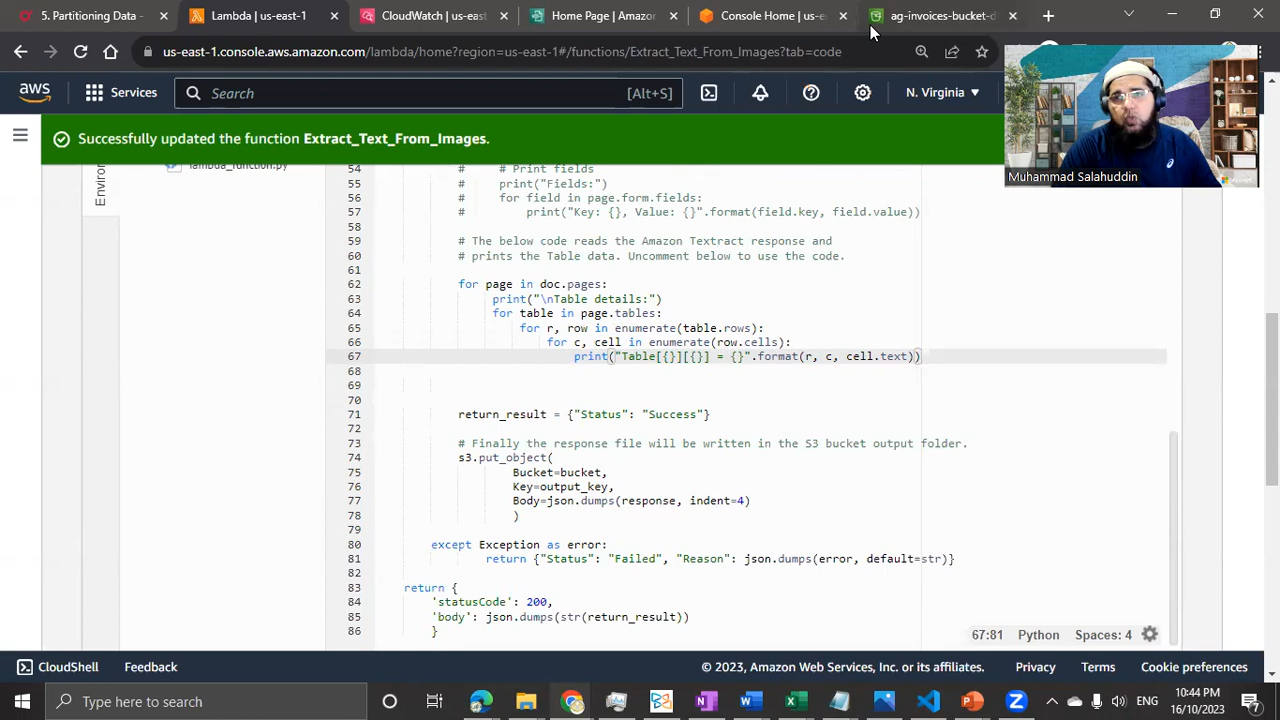 5. Partitioning Data
Lambda | us-east-1
CloudWatch | us-eas
Home Page | Amazon
Console Home | us-e
ag-invoices-bucket-d
us-east-1.console.aws.amazon.com/lambda/home?region=us-east-1#/functions/Extract_Text_From_Images?tab=code
aws
Services
Search
[Alt+S]
N. Virginia
Successfully updated the function Extract_Text_From_Images.
Muhammad Salahuddin
Environ
lambda_function.py
54 # # Print fields
55 # print("Fields:")
56 # for field in page.form.fields:
57 # print("Key: {}, Value: {}".format(field.key, field.value))
58
59 # The below code reads the Amazon Textract response and
60 # prints the Table data. Uncomment below to use the code.
61
62 for page in doc.pages:
63 print("\nTable details:")
64 for table in page.tables:
65 for r, row in enumerate(table.rows):
66 for c, cell in enumerate(row.cells):
67 print("Table[{}][{}] = {}".format(r, c, cell.text))
68
69
70
71 return_result = {"Status": "Success"}
72
73 # Finally the response file will be written in the S3 bucket output folder.
74 s3.put_object(
75 Bucket=bucket,
76 Key=output_key,
77 Body=json.dumps(response, indent=4)
78 )
79
80 except Exception as error:
81 return {"Status": "Failed", "Reason": json.dumps(error, default=str)}
82
83 return {
84 'statusCode': 200,
85 'body': json.dumps(str(return_result))
86 }
67:81 Python Spaces: 4
CloudShell
Feedback
© 2023, Amazon Web Services, Inc. or its affiliates.
Privacy
Terms
Cookie preferences
Type here to search
ENG
10:44 PM
16/10/2023